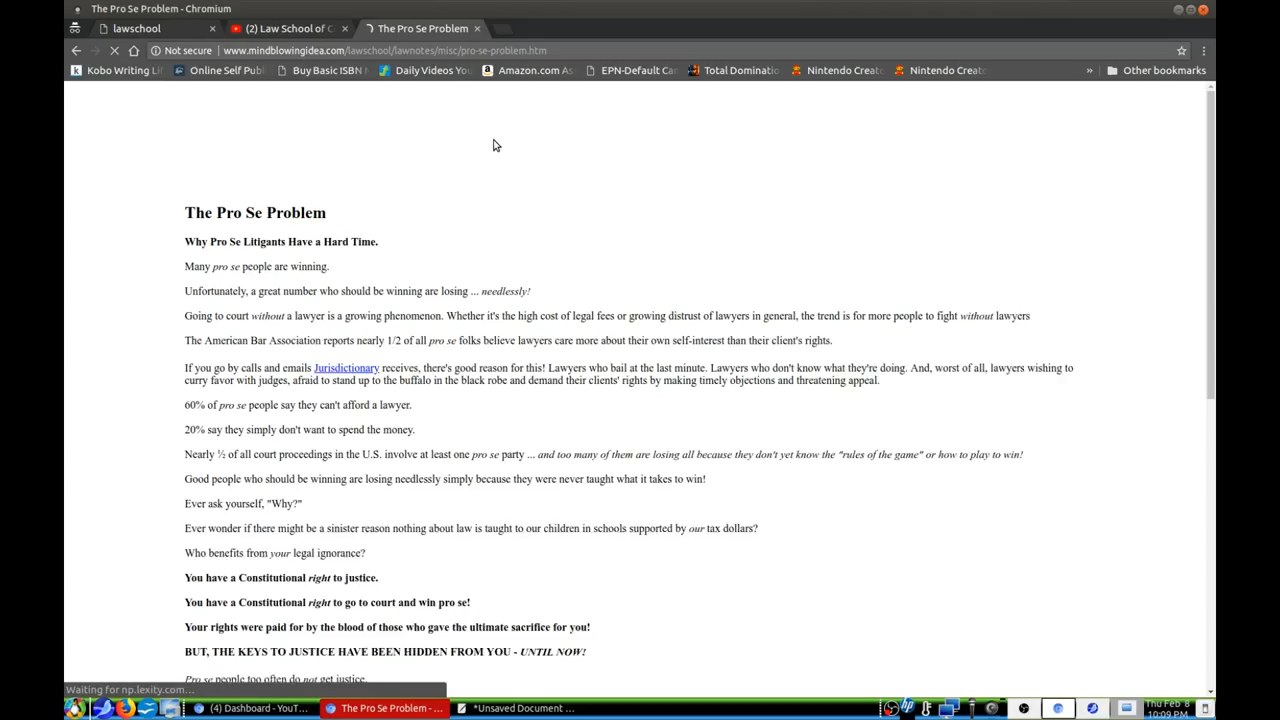 The Pro Se Problem - Chromium
lawschool
(2) Law School of C
The Pro Se Problem
Not secure www.mindblowingidea.com/lawschool/lawnotes/misc/pro-se-problem.htm
Kobo Writing Li Online Self Publ Buy Basic ISBN Daily Videos You Amazon.com As EPN-Default Ca Total Dominatio Nintendo Create Nintendo Create » Other bookmarks
The Pro Se Problem
Why Pro Se Litigants Have a Hard Time.
Many pro se people are winning.
Unfortunately, a great number who should be winning are losing ... needlessly!
Going to court without a lawyer is a growing phenomenon. Whether it's the high cost of legal fees or growing distrust of lawyers in general, the trend is for more people to fight without lawyers
The American Bar Association reports nearly 1/2 of all pro se folks believe lawyers care more about their own self-interest than their client's rights.
If you go by calls and emails Jurisdictionary receives, there's good reason for this! Lawyers who bail at the last minute. Lawyers who don't know what they're doing. And, worst of all, lawyers wishing to
curry favor with judges, afraid to stand up to the buffalo in the black robe and demand their clients' rights by making timely objections and threatening appeal.
60% of pro se people say they can't afford a lawyer.
20% say they simply don't want to spend the money.
Nearly ½ of all court proceedings in the U.S. involve at least one pro se party ... and too many of them are losing all because they don't yet know the "rules of the game" or how to play to win!
Good people who should be winning are losing needlessly simply because they were never taught what it takes to win!
Ever ask yourself, "Why?"
Ever wonder if there might be a sinister reason nothing about law is taught to our children in schools supported by our tax dollars?
Who benefits from your legal ignorance?
You have a Constitutional right to justice.
You have a Constitutional right to go to court and win pro se!
Your rights were paid for by the blood of those who gave the ultimate sacrifice for you!
BUT, THE KEYS TO JUSTICE HAVE BEEN HIDDEN FROM YOU - UNTIL NOW!
Pro se people too often do not get justice.
Waiting for np.lexity.com...
(4) Dashboard - YouT...
The Pro Se Problem - ...
*Unsaved Document ...
Thu Feb 8
10:09 PM